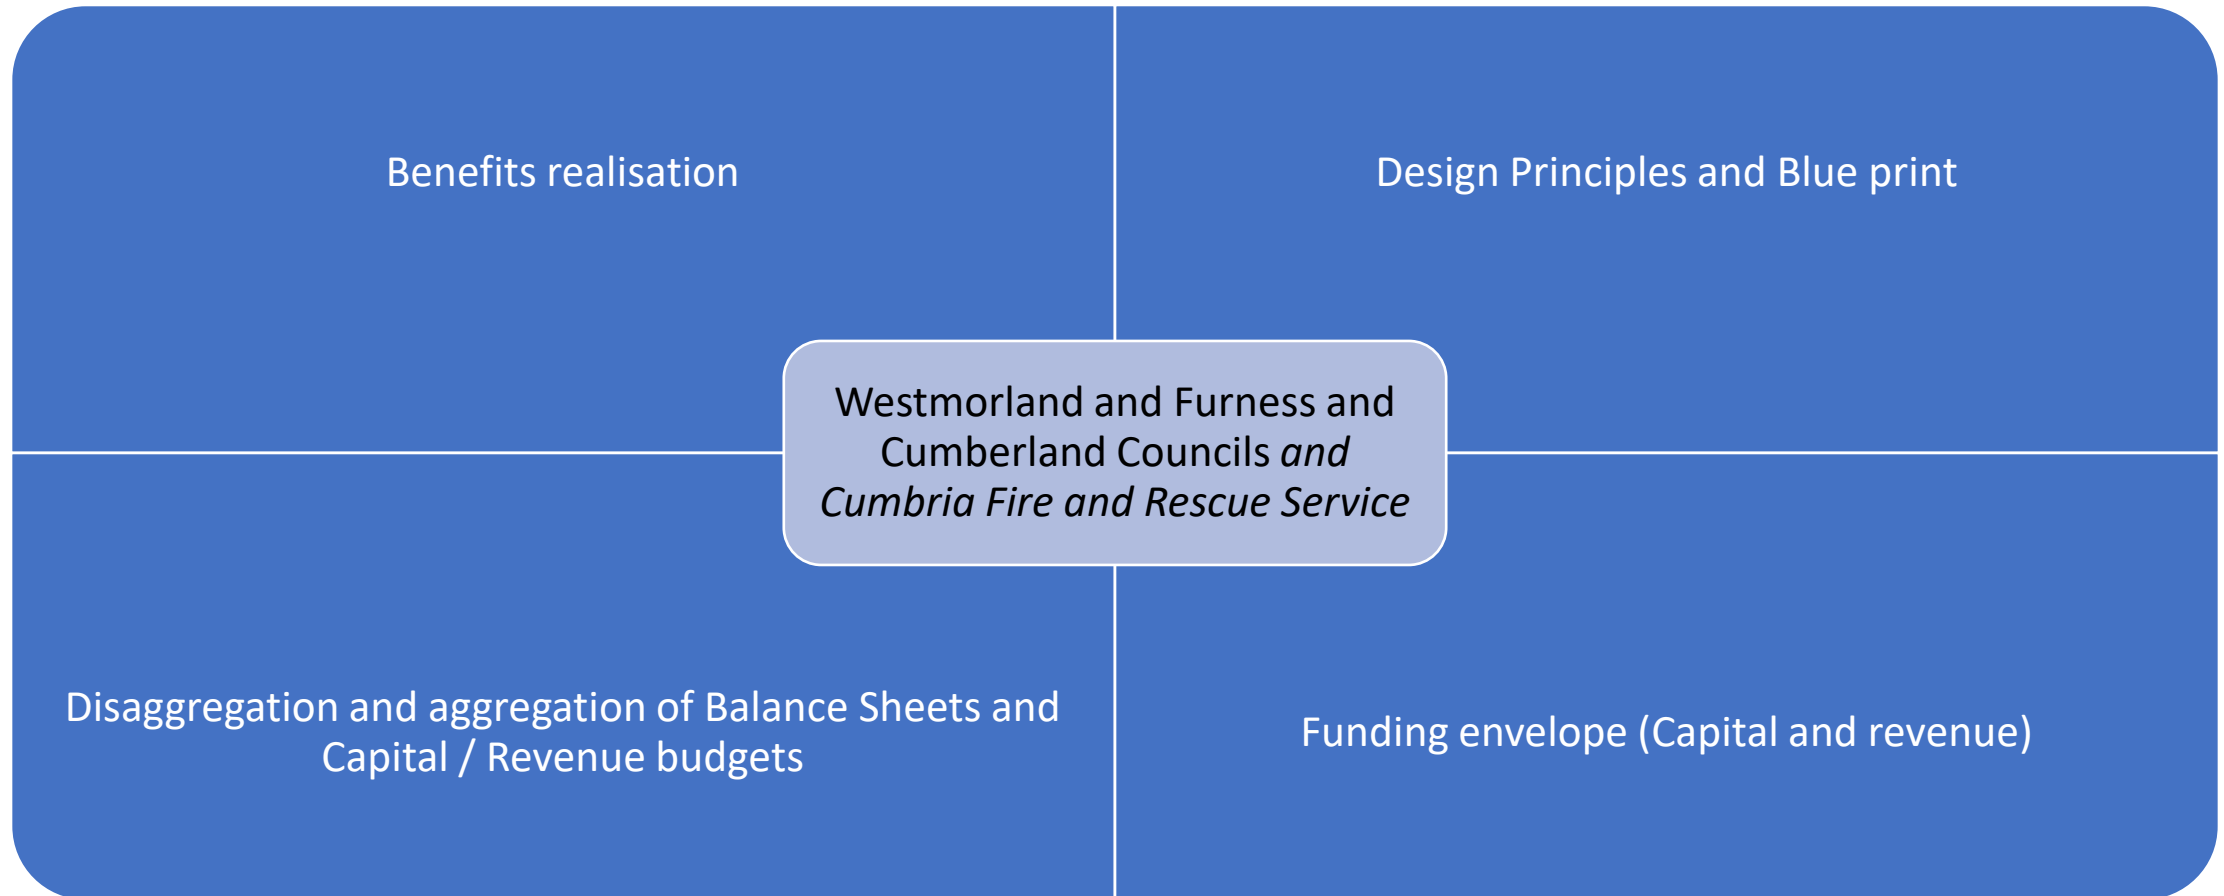 Benefits realisation
Design Principles and Blue print
Westmorland and Furness and
Cumberland Councils and
Cumbria Fire and Rescue Service
Disaggregation and aggregation of Balance Sheets and
Capital / Revenue budgets
Funding envelope (Capital and revenue)